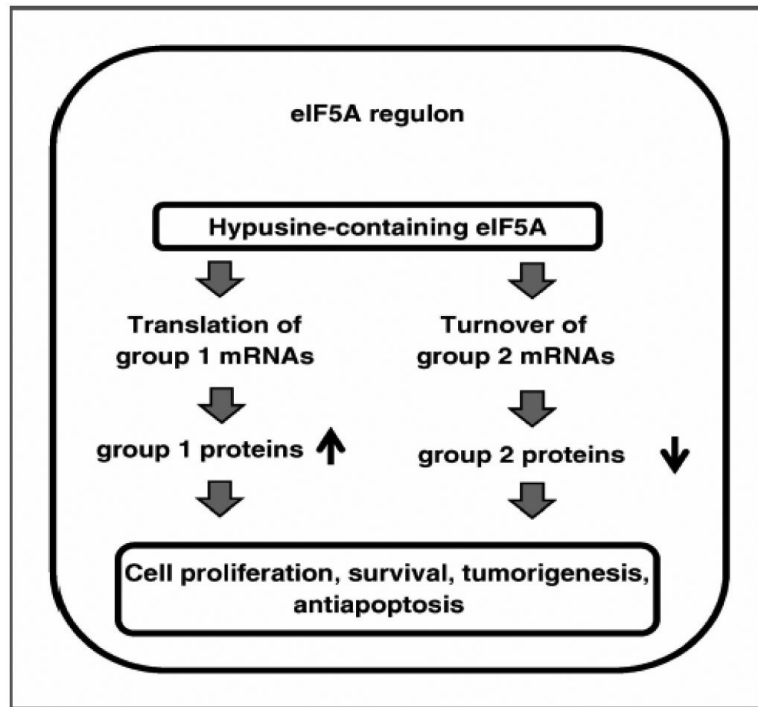 eIF5A regulon
Hypusine-containing eIF5A
Translation of
group 1 mRNAs
Turnover of
group 2 mRNAs
group 1 proteins
group 2 proteins
Cell proliferation, survival, tumorigenesis,
antiapoptosis